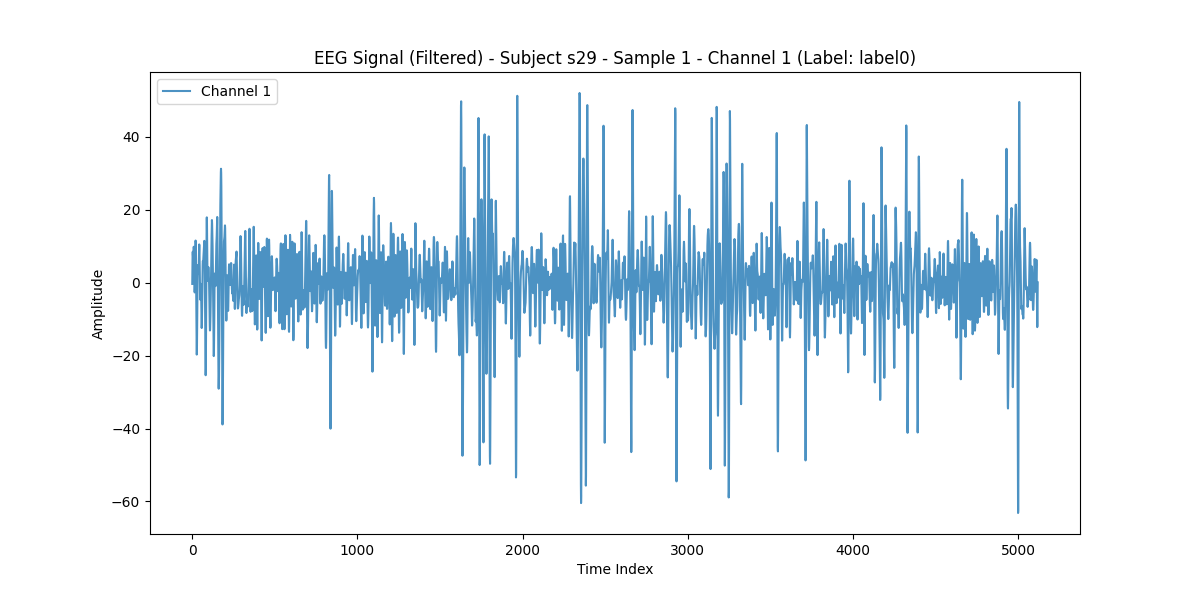 EEG Signal (Filtered) - Subject s29 - Sample 1 - Channel 1 (Label: label0)
Channel 1
Amplitude
40
20
0
−20
−40
−60
0 1000 2000 3000 4000 5000
Time Index